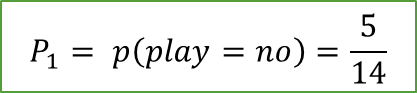 P₁ = p(play = no) = 5/14